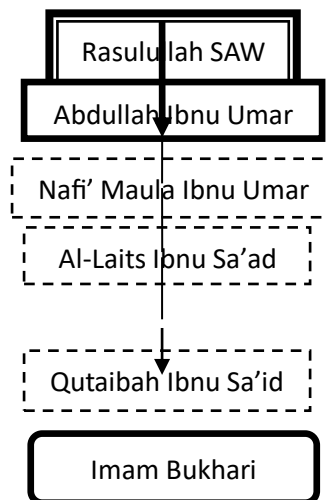 Rasulullah SAW
Abdullah Ibnu Umar
Nafi’ Maula Ibnu Umar
Al-Laits Ibnu Sa’ad
Qutaibah Ibnu Sa’id
Imam Bukhari